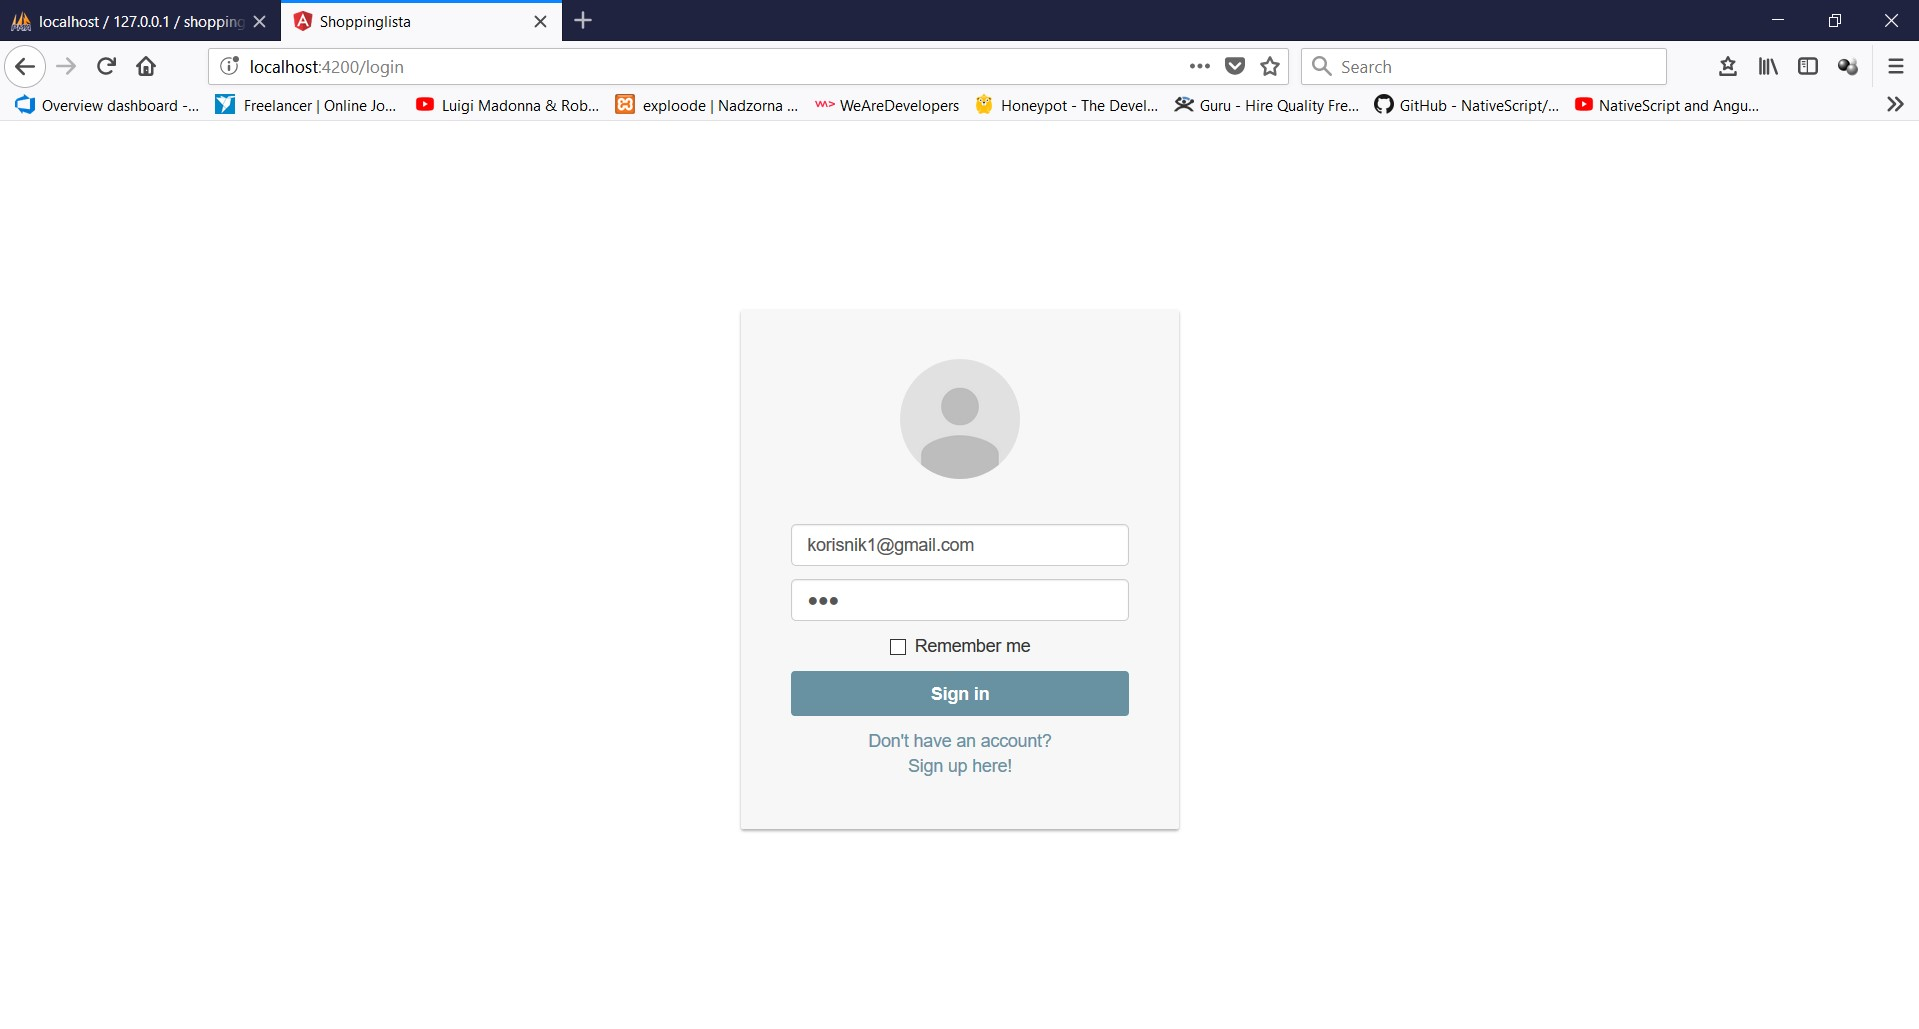 localhost / 127.0.0.1 / shopping
Shoppinglista
localhost:4200/login
Search
Overview dashboard -...
Freelancer | Online Jo...
Luigi Madonna & Rob...
exploode | Nadzorna ...
WeAreDevelopers
Honeypot - The Devel...
Guru - Hire Quality Fre...
GitHub - NativeScript/...
NativeScript and Angu...
korisnik1@gmail.com
•••
Remember me
Sign in
Don't have an account?
Sign up here!